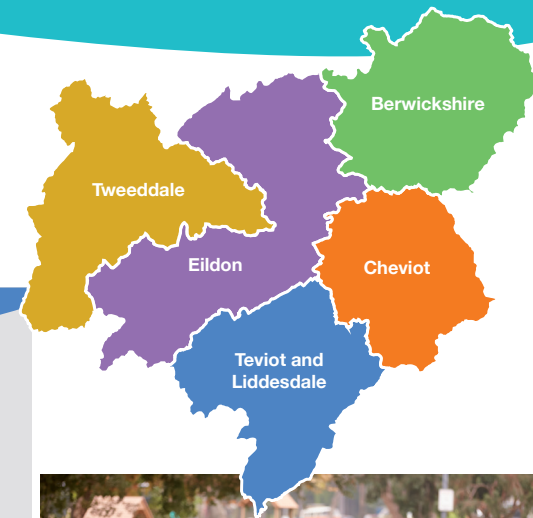 Berwickshire
Tweeddale
Eildon
Cheviot
Teviot and
Liddesdale